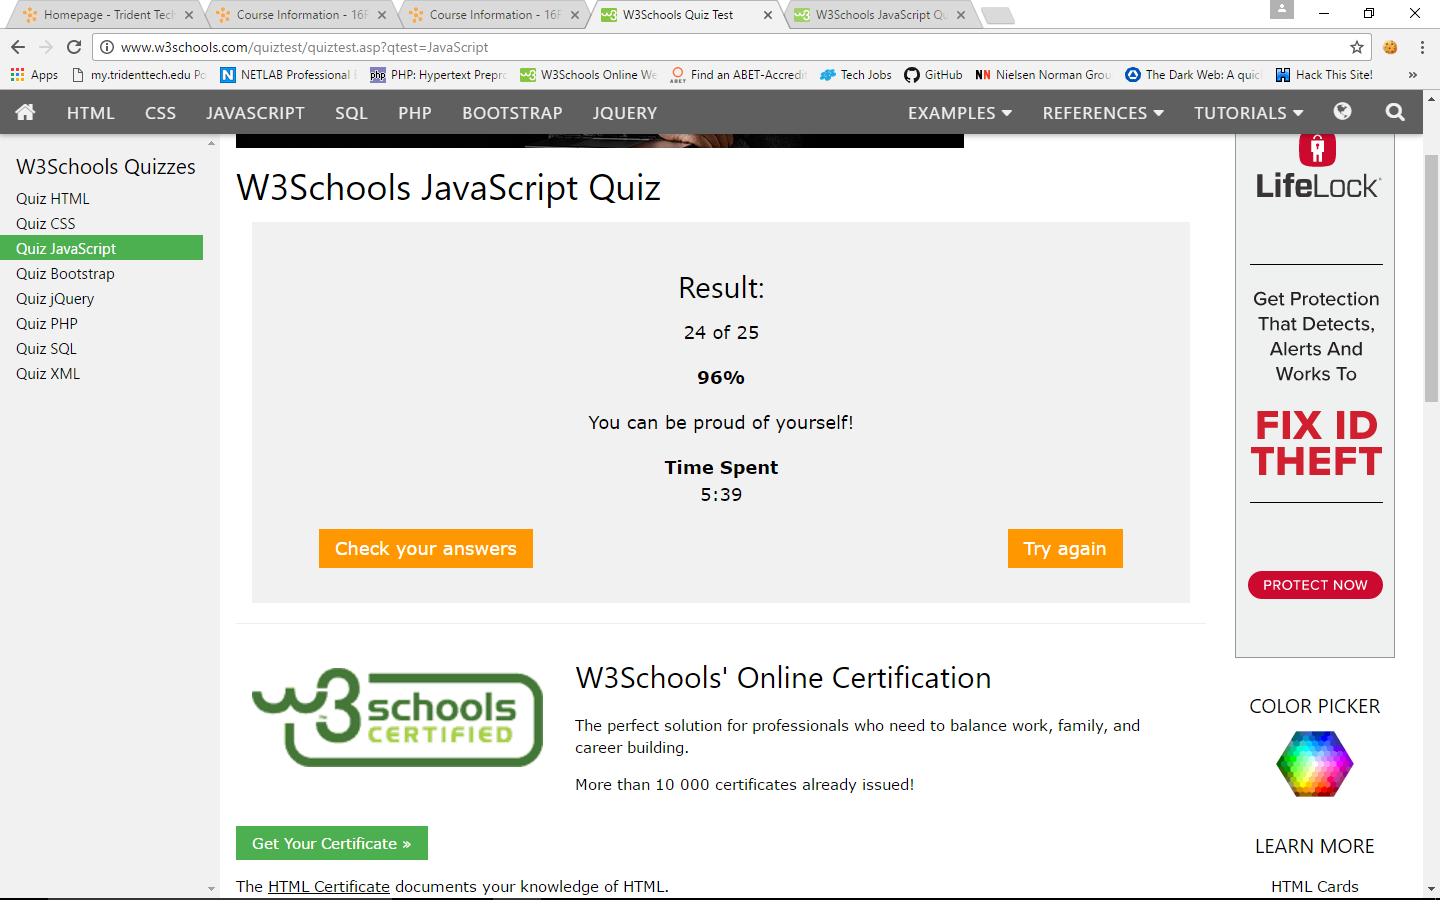 Homepage - Trident Tech
Course Information - 16F
Course Information - 16F
W3Schools Quiz Test
W3Schools JavaScript Qu
www.w3schools.com/quiztest/quiztest.asp?qtest=JavaScript
Apps
my.tridenttech.edu Po
NETLAB Professional E
php PHP: Hypertext Prepro
W3Schools Online We
ABET Find an ABET-Accredit
Tech Jobs
GitHub
NN Nielsen Norman Grou
The Dark Web: A quic
Hack This Site!
»
HTML CSS JAVASCRIPT SQL PHP BOOTSTRAP JQUERY EXAMPLES REFERENCES TUTORIALS
W3Schools Quizzes
Quiz HTML
Quiz CSS
Quiz JavaScript
Quiz Bootstrap
Quiz jQuery
Quiz PHP
Quiz SQL
Quiz XML
W3Schools JavaScript Quiz
Result:
24 of 25
96%
You can be proud of yourself!
Time Spent
5:39
Check your answers
Try again
w3schools
CERTIFIED
W3Schools' Online Certification
The perfect solution for professionals who need to balance work, family, and
career building.
More than 10 000 certificates already issued!
Get Your Certificate »
The HTML Certificate documents your knowledge of HTML.
LifeLock
Get Protection
That Detects,
Alerts And
Works To
FIX ID
THEFT
PROTECT NOW
COLOR PICKER
LEARN MORE
HTML Cards